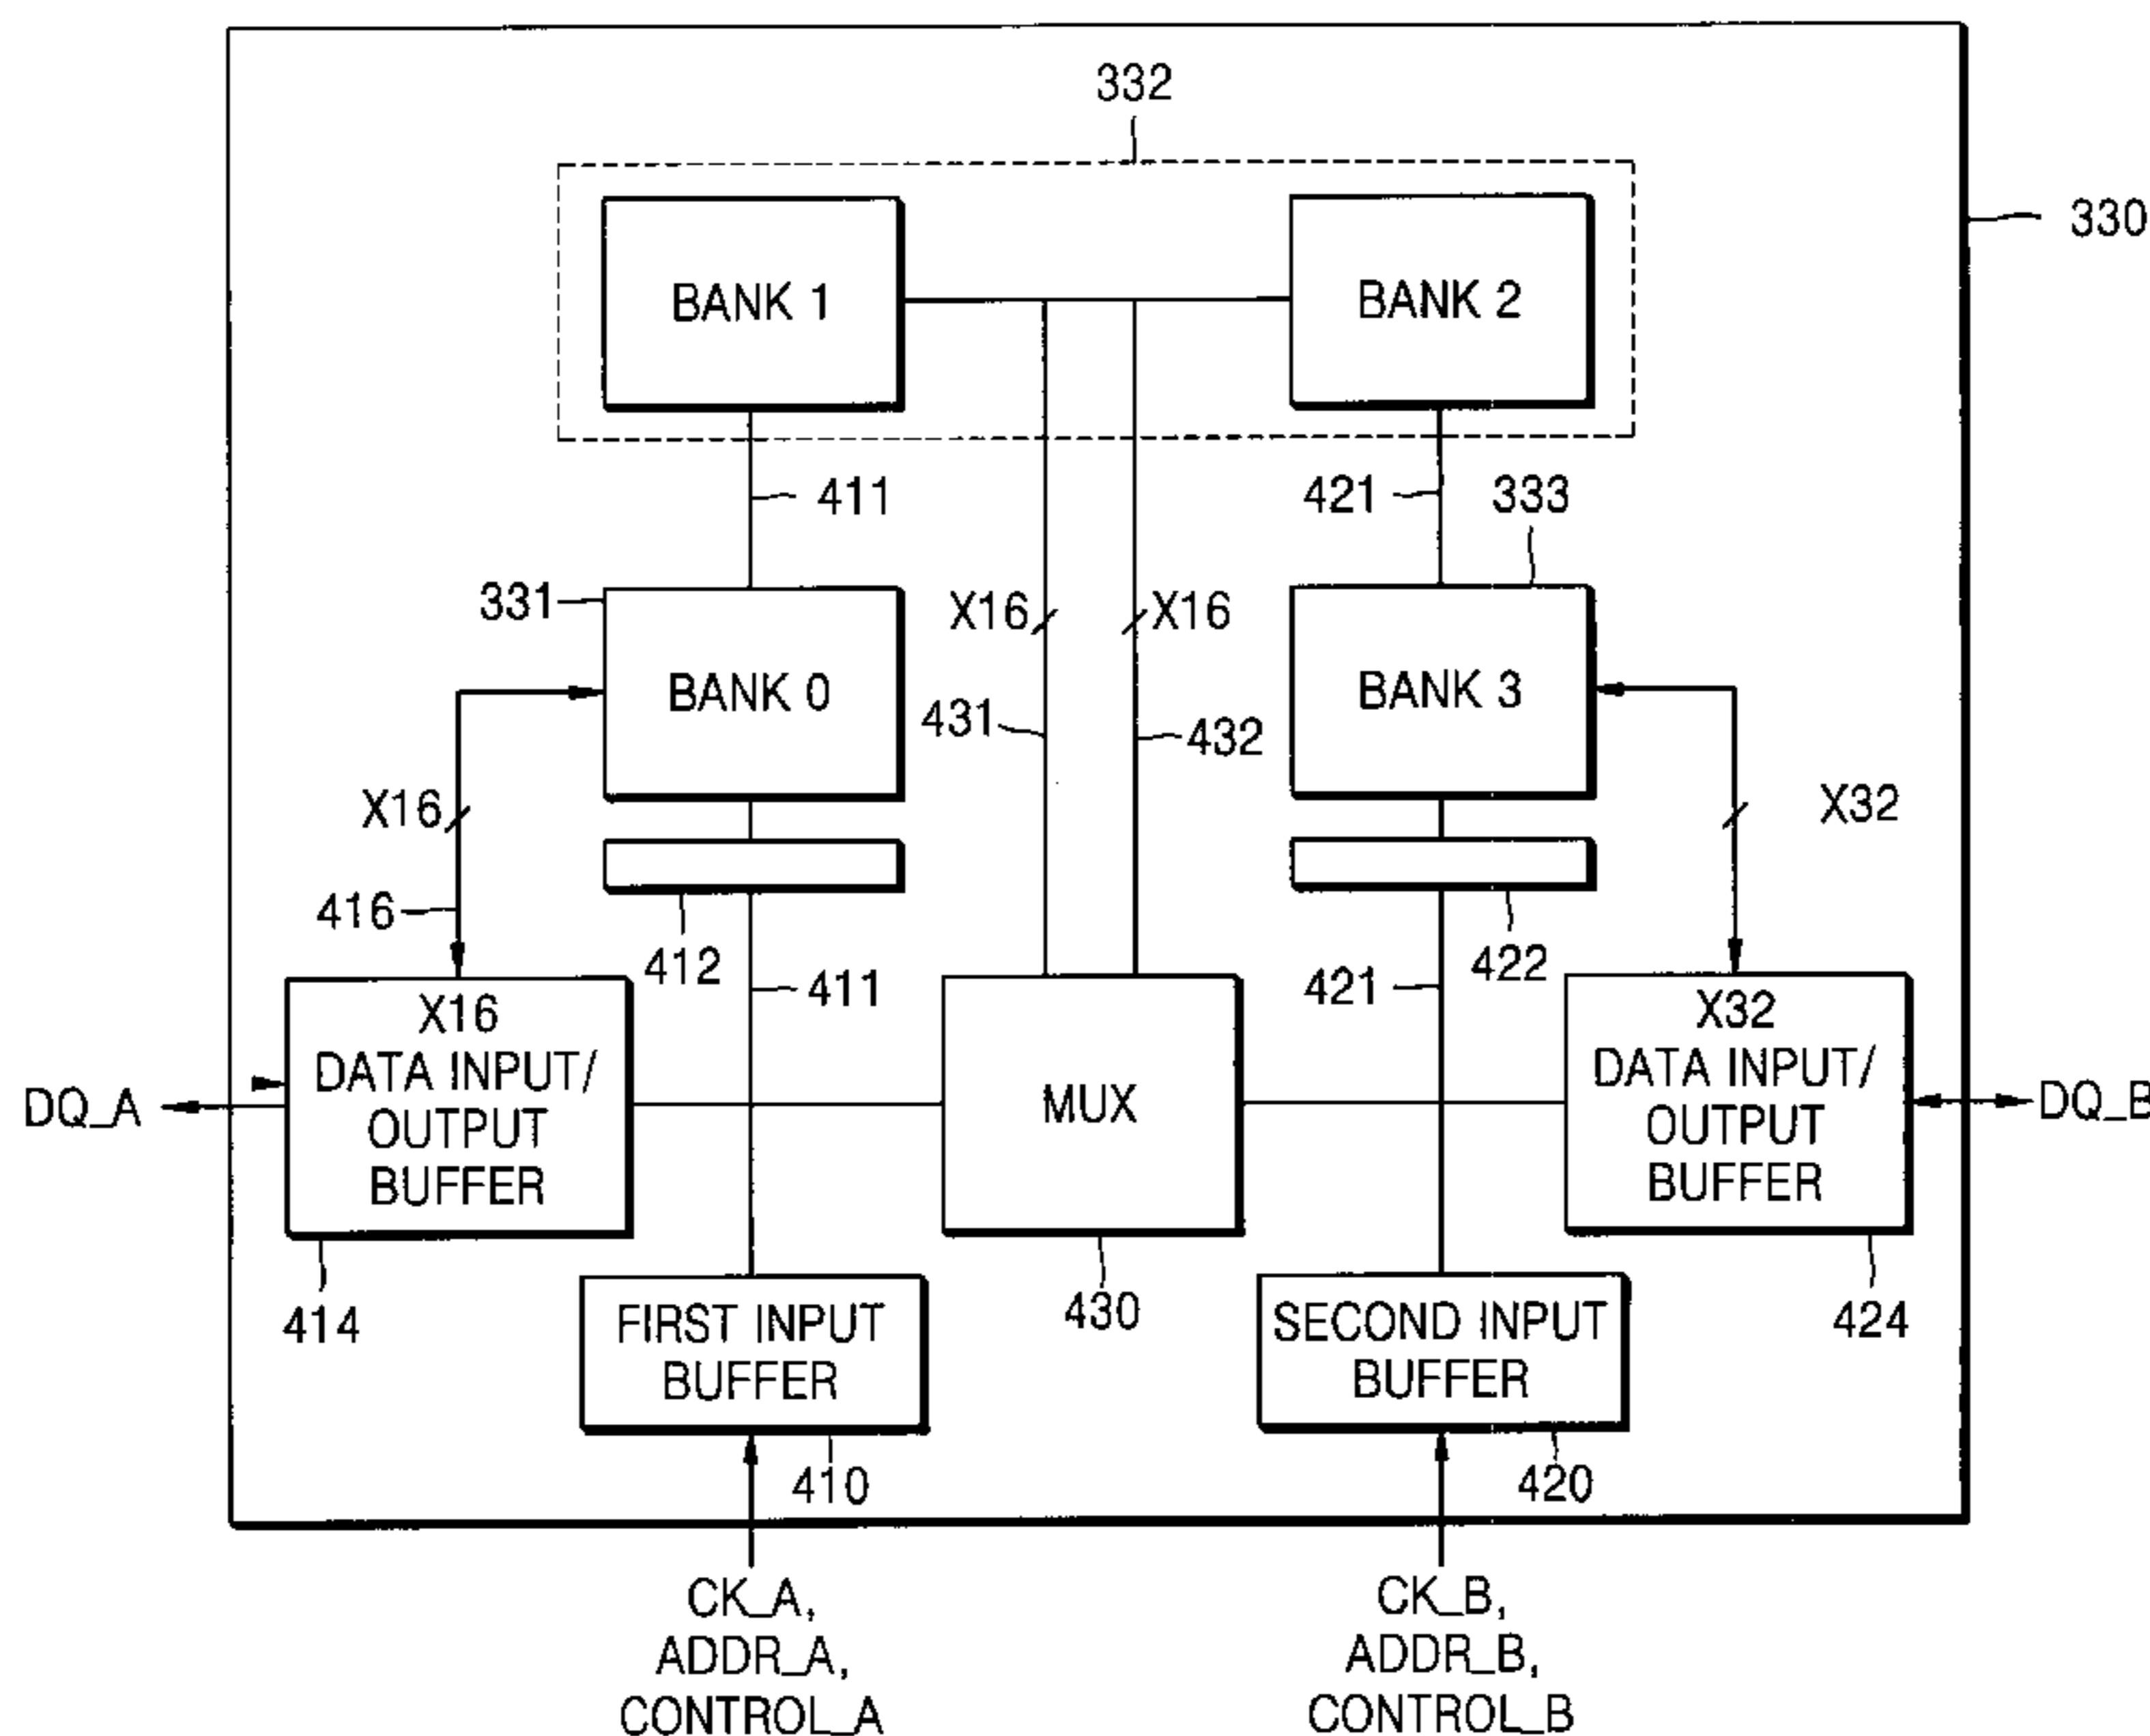 332
330
BANK 1
BANK 2
411
421
333
331
X16
X16
BANK 0
BANK 3
431
432
X16
X32
416
412
422
411
421
X16
DATA INPUT/
OUTPUT
BUFFER
MUX
X32
DATA INPUT/
OUTPUT
BUFFER
DQ_A
DQ_B
414
FIRST INPUT
BUFFER
430
SECOND INPUT
BUFFER
424
410
420
CK_A,
ADDR_A,
CONTROL_A
CK_B,
ADDR_B,
CONTROL_B